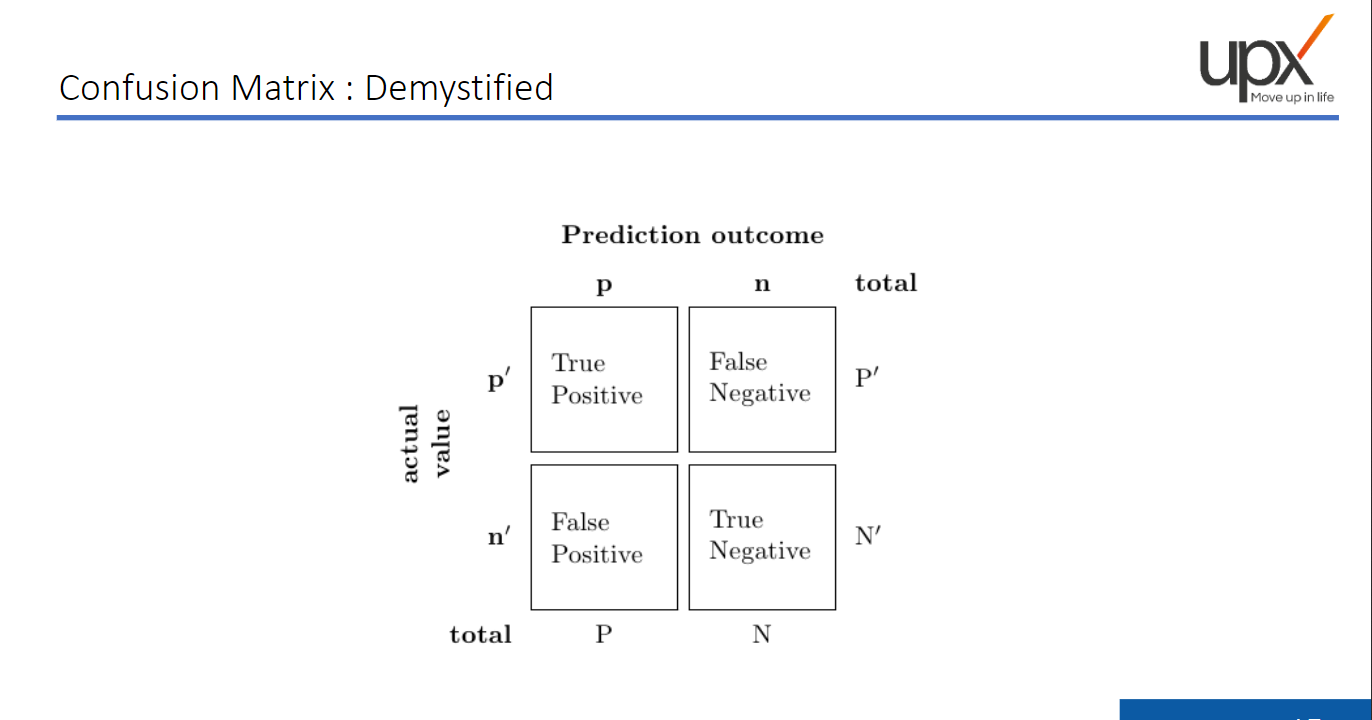 Confusion Matrix : Demystified
upx
Move up in life
Prediction outcome
p n total
actual
value
p′
True
Positive
False
Negative
P′
n′
False
Positive
True
Negative
N′
total P N